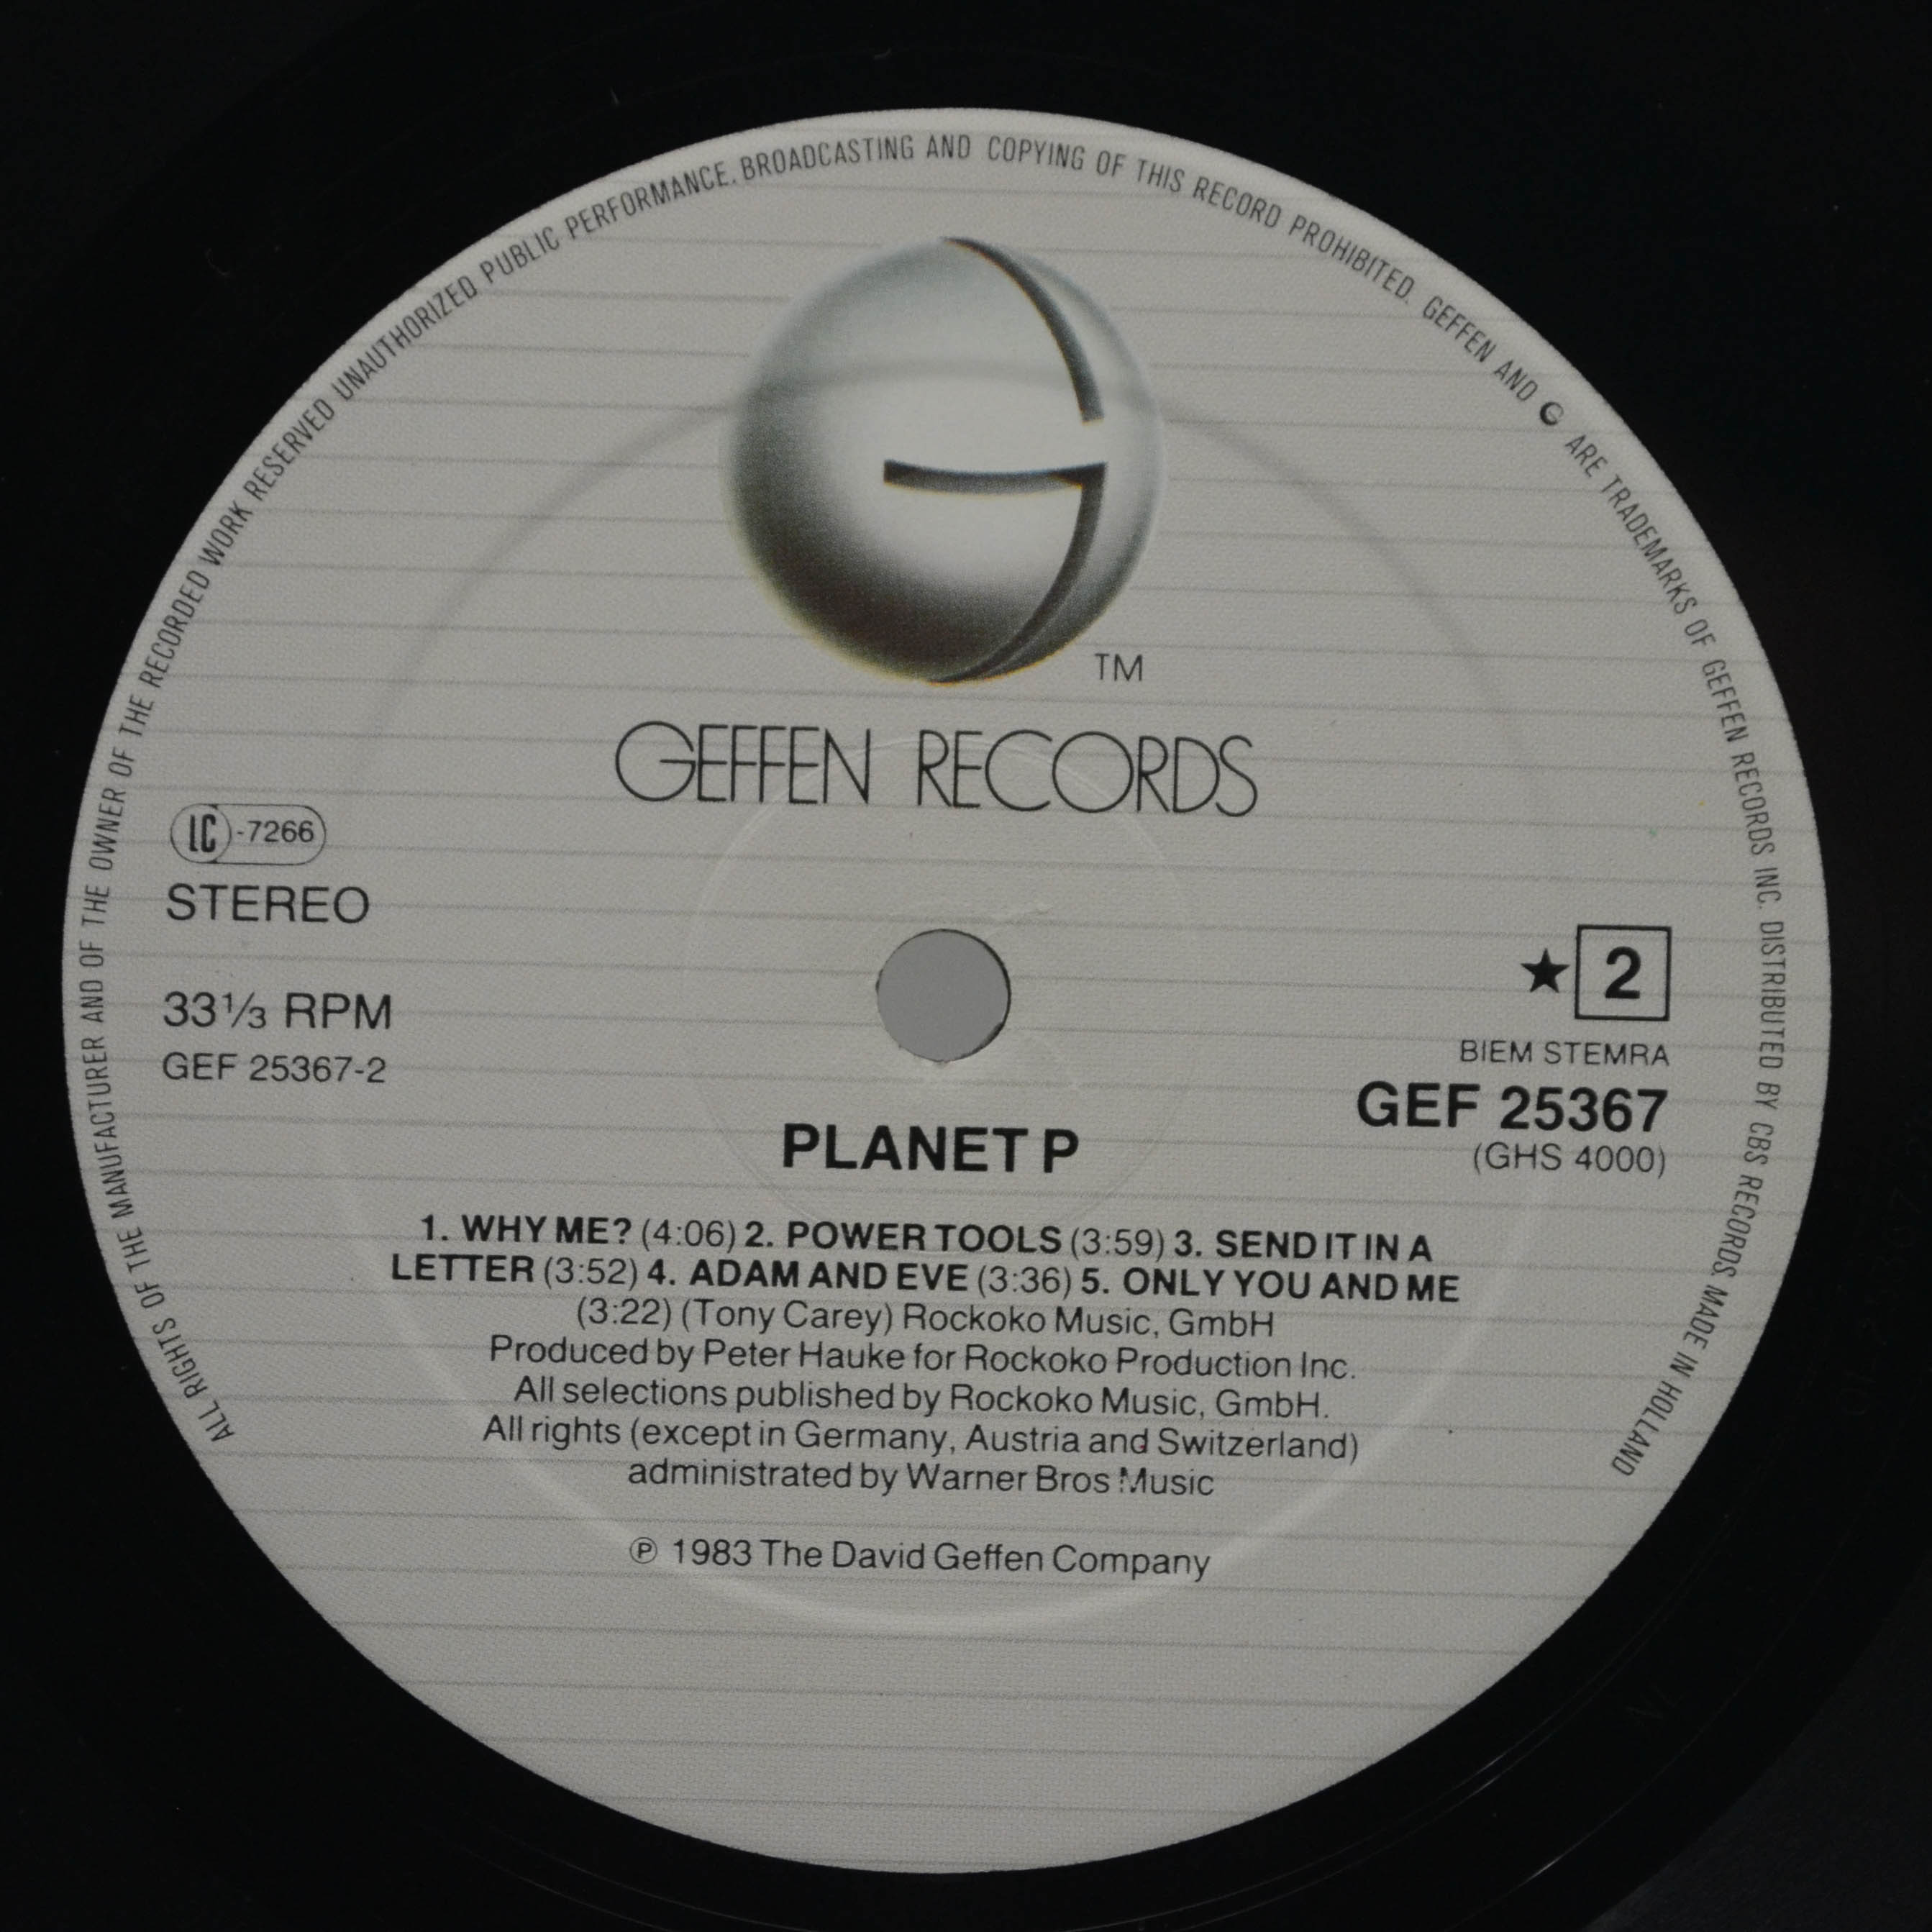 ALL RIGHTS OF THE MANUFACTURER AND OF THE OWNER OF THE RECORDED WORK RESERVED UNAUTHORIZED PUBLIC PERFORMANCE. BROADCASTING AND COPYING OF THIS RECORD PROHIBITED. GEFFEN AND G ARE TRADEMARKS OF GEFFEN RECORDS INC. DISTRIBUTED BY CBS RECORDS. MADE IN HOLLAND
TM
GEFFEN RECORDS
LC-7266
STEREO
33⅓ RPM
GEF 25367-2
★ 2
BIEM STEMRA
GEF 25367
(GHS 4000)
PLANET P
1. WHY ME? (4:06) 2. POWER TOOLS (3:59) 3. SEND IT IN A
LETTER (3:52) 4. ADAM AND EVE (3:36) 5. ONLY YOU AND ME
(3:22) (Tony Carey) Rockoko Music, GmbH
Produced by Peter Hauke for Rockoko Production Inc.
All selections published by Rockoko Music, GmbH.
All rights (except in Germany, Austria and Switzerland)
administrated by Warner Bros Music
℗ 1983 The David Geffen Company